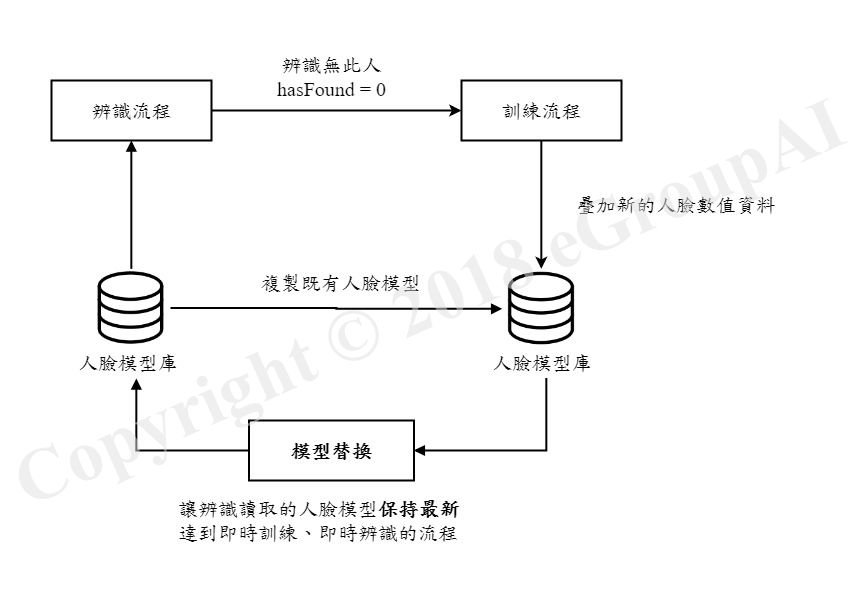 辨識無此人
hasFound = 0
辨識流程
訓練流程
疊加新的人臉數值資料
複製既有人臉模型
人臉模型庫
人臉模型庫
模型替換
讓辨識讀取的人臉模型保持最新
達到即時訓練、即時辨識的流程
Copyright © 2018 eGroupAI